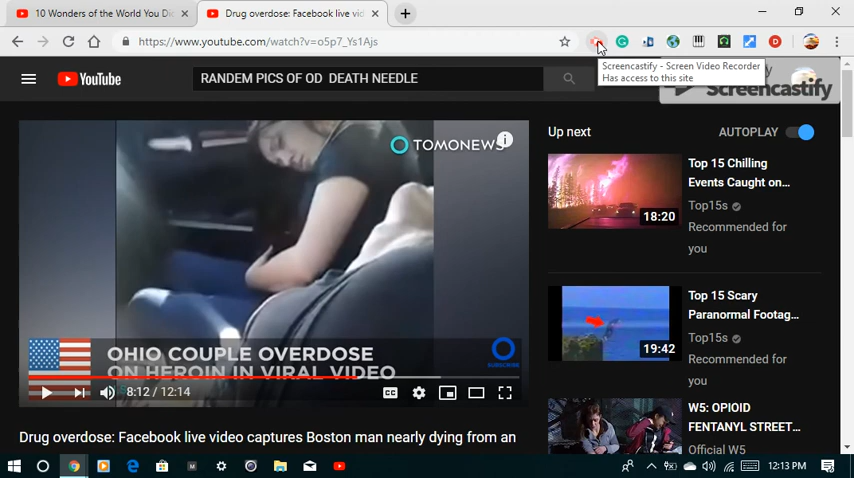 10 Wonders of the World You Di
Drug overdose: Facebook live vid
https://www.youtube.com/watch?v=o5p7_Ys1Ajs
Screencastify - Screen Video Recorder
Has access to this site
Screencastify
YouTube
RANDEM PICS OF OD DEATH NEEDLE
TOMONEWS
OHIO COUPLE OVERDOSE
ON HEROIN IN VIRAL VIDEO
SUBSCRIBE
8:12 / 12:14
CC
Drug overdose: Facebook live video captures Boston man nearly dying from an
Up next
AUTOPLAY
18:20
Top 15 Chilling
Events Caught on...
Top15s
Recommended for
you
19:42
Top 15 Scary
Paranormal Footag...
Top15s
Recommended for
you
W5: OPIOID
FENTANYL STREET...
Official W5
12:13 PM